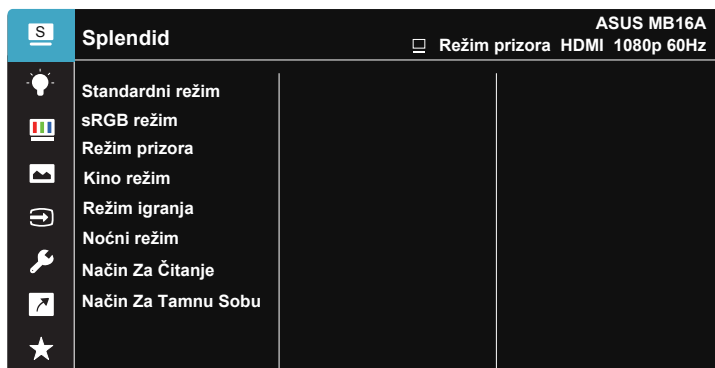 S
Splendid
ASUS MB16A
Režim prizora HDMI 1080p 60Hz
Standardni režim
sRGB režim
Režim prizora
Kino režim
Režim igranja
Noćni režim
Način Za Čitanje
Način Za Tamnu Sobu